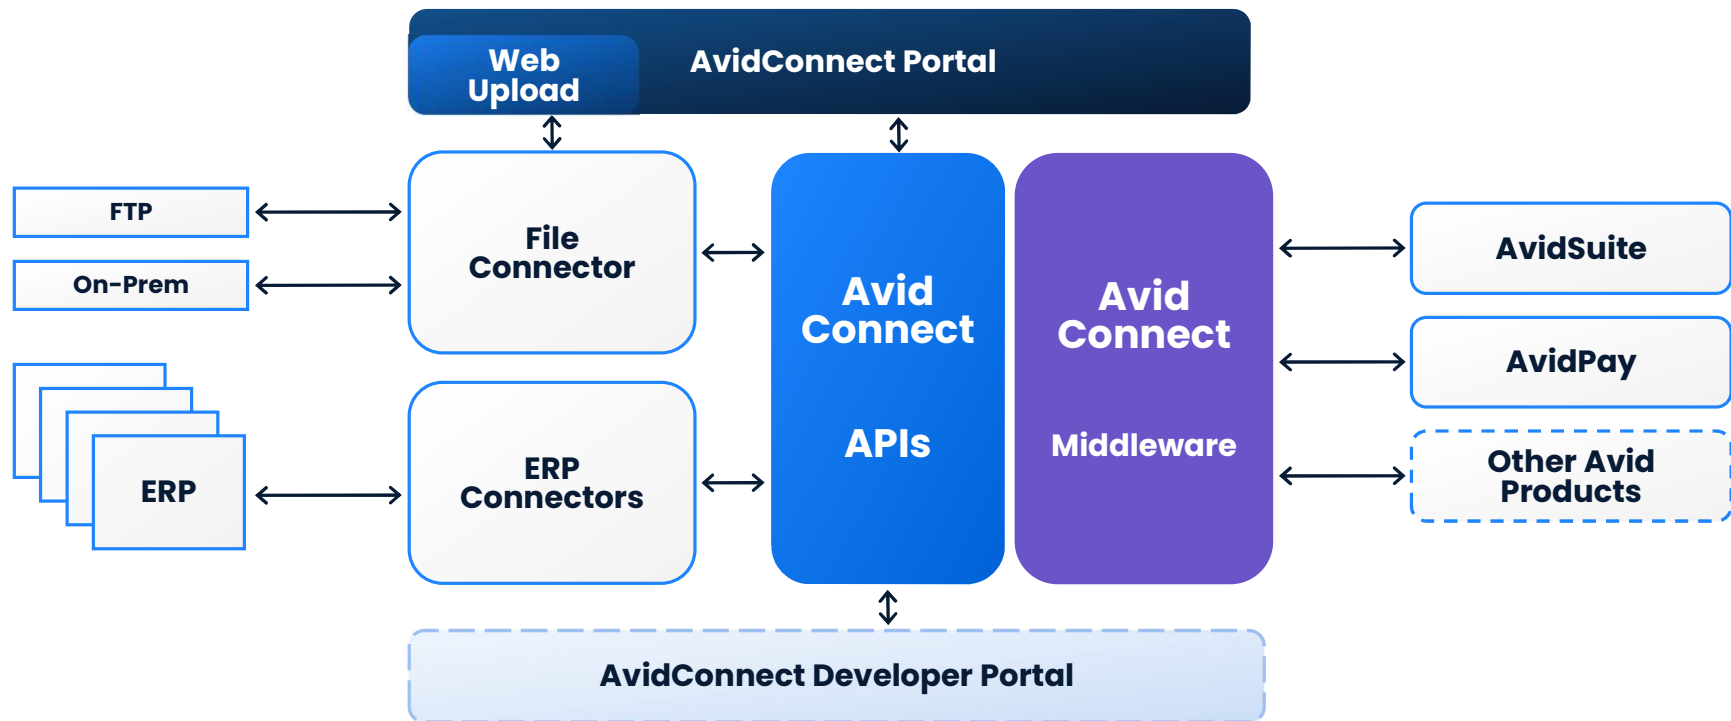 Web
Upload
AvidConnect Portal
FTP
On-Prem
File
Connector
ERP
ERP
Connectors
Avid
Connect
APIs
Avid
Connect
Middleware
AvidSuite
AvidPay
Other Avid
Products
AvidConnect Developer Portal